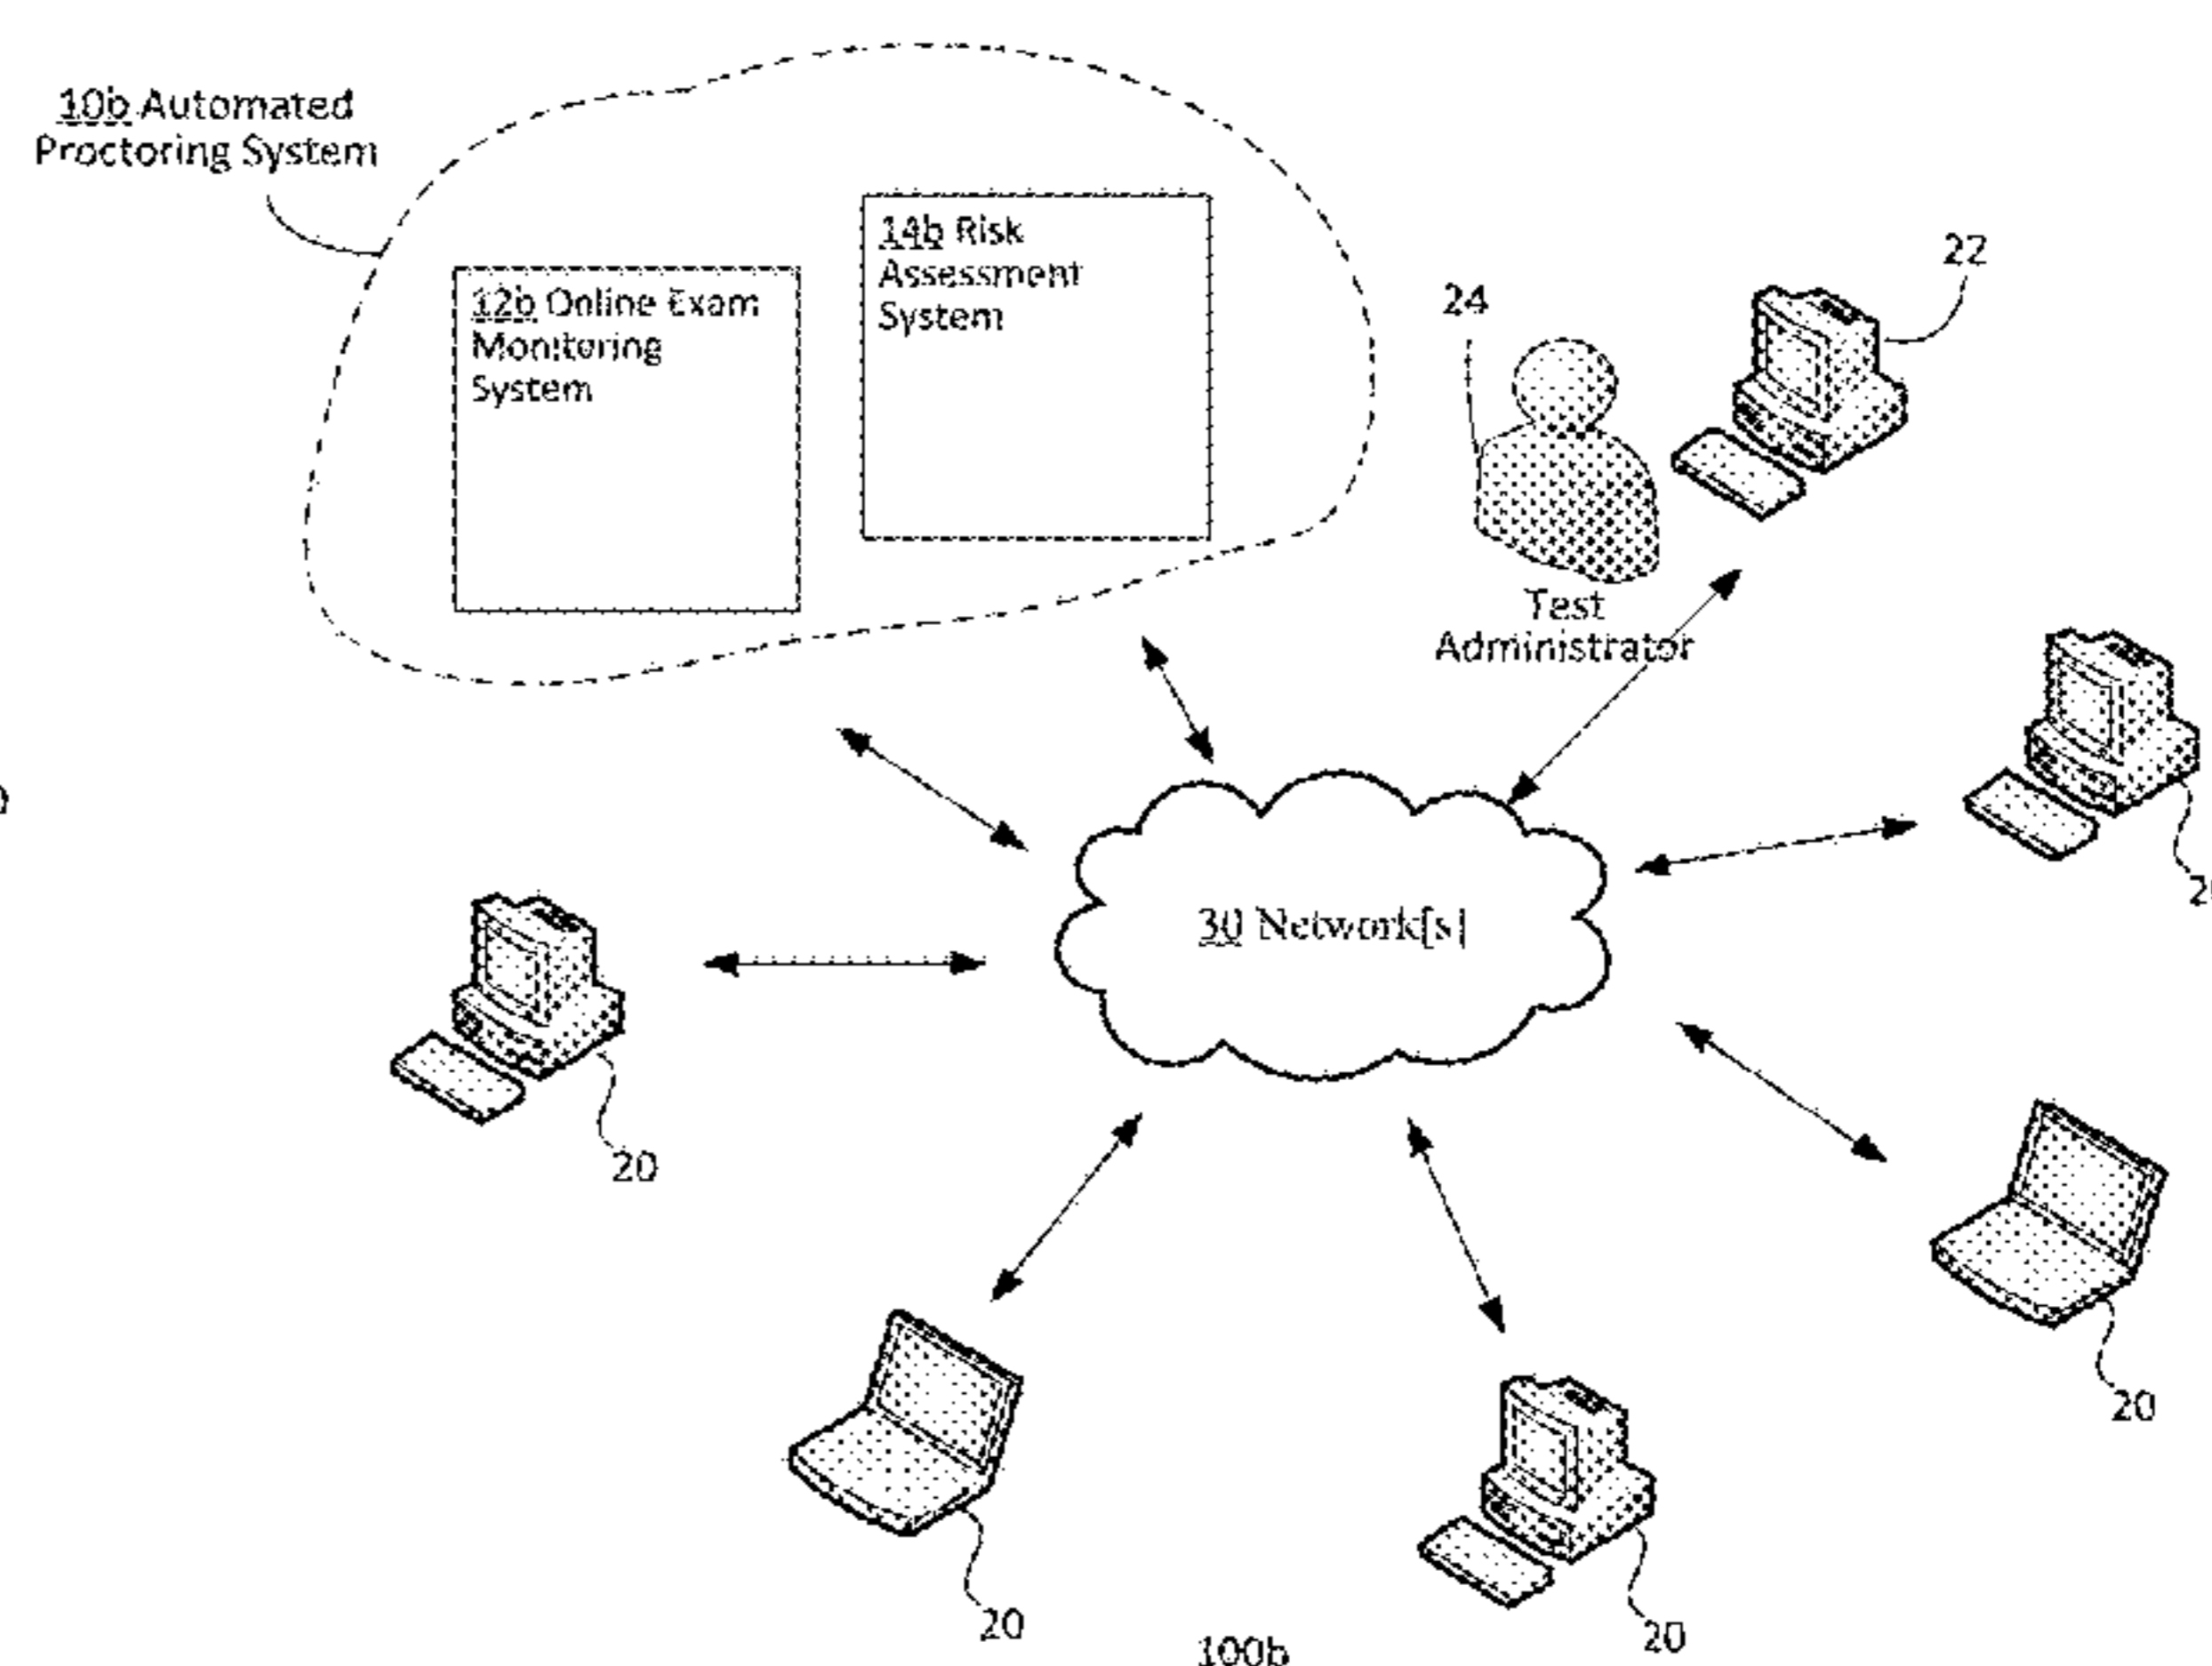 10b Automated
Proctoring System
14b Risk
Assessment
System
12b Online Exam
Monitoring
System
22
24
Test
Administrator
30 Network[s]
20
20
20
20
100b